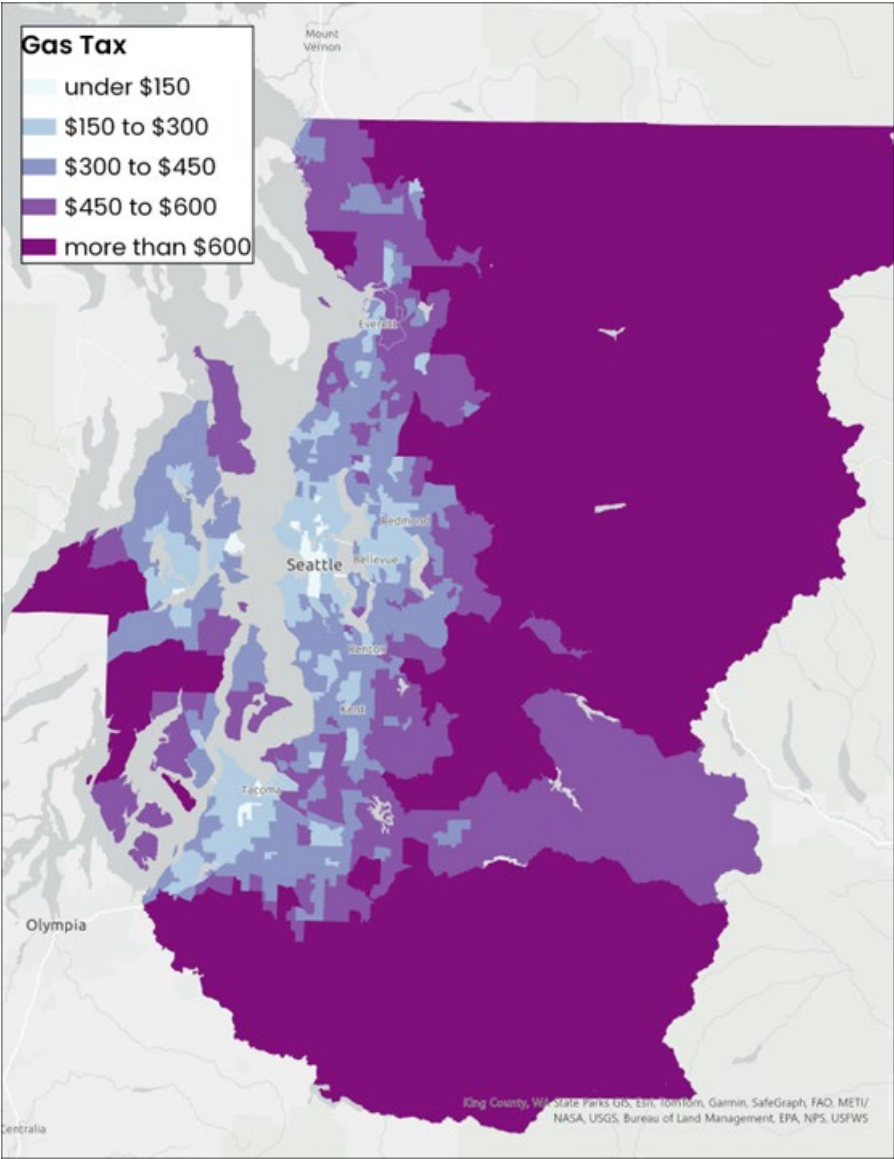 Mount
Vernon
Gas Tax
under $150
$150 to $300
$300 to $450
$450 to $600
more than $600
Everett
Redmond
Seattle
Bellevue
Renton
Kent
Tacoma
Olympia
King County, WA State Parks GIS, Esri, TomTom, Garmin, SafeGraph, FAO, METI/
NASA, USGS, Bureau of Land Management, EPA, NPS, USFWS
Centralia